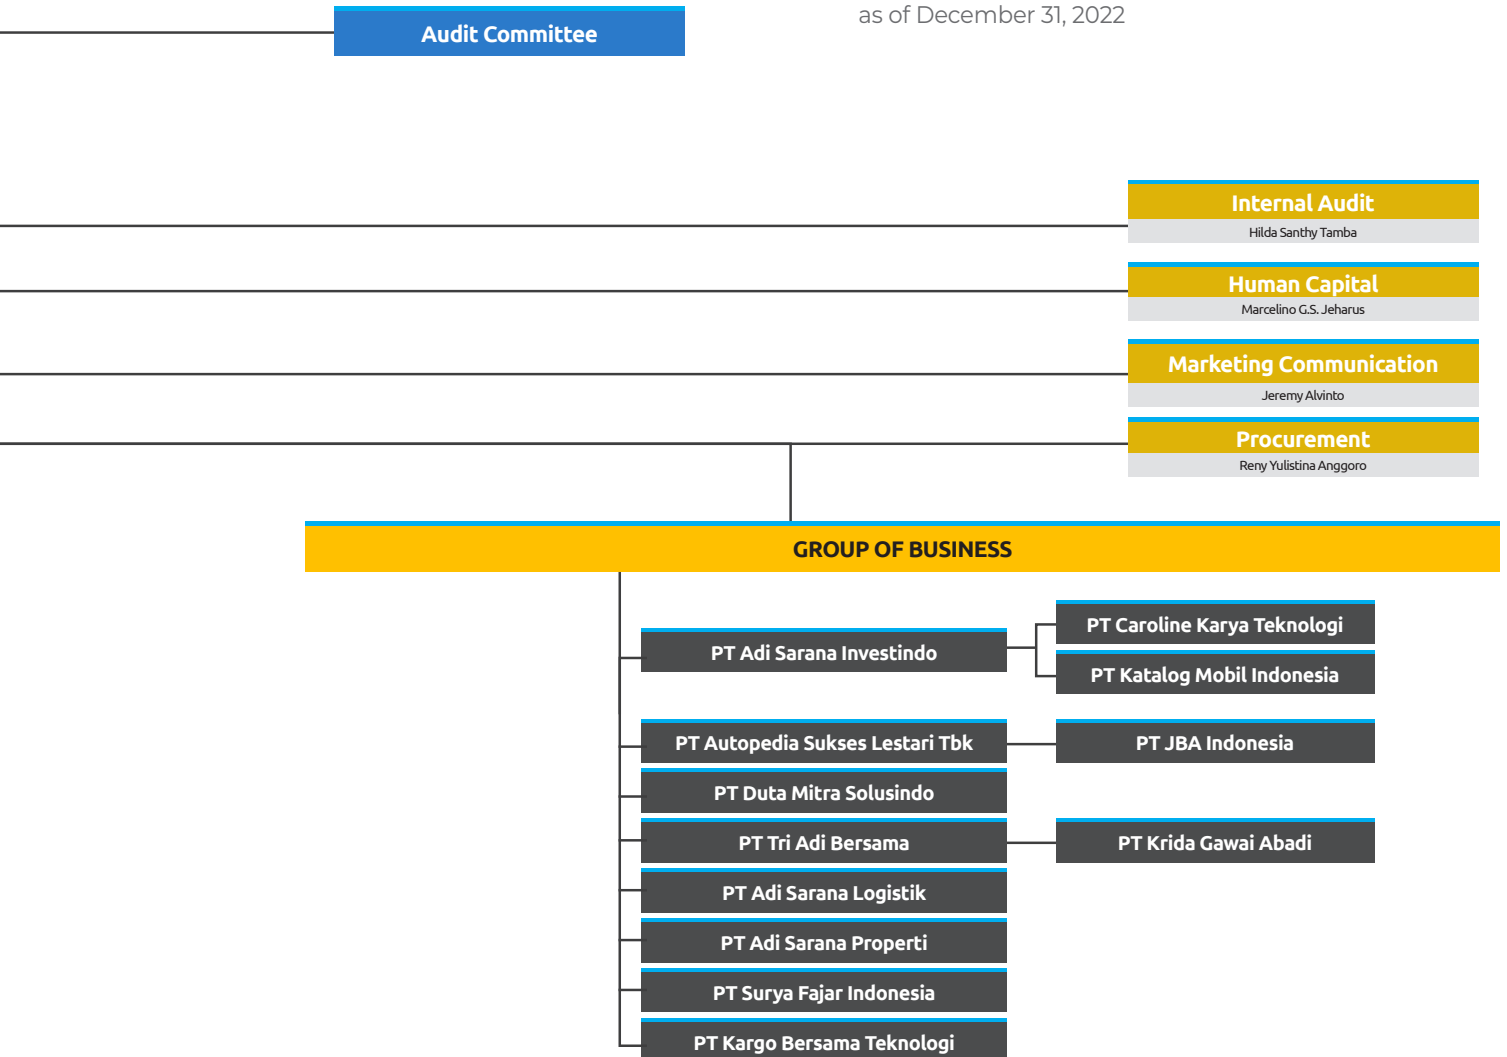 as of December 31, 2022
Audit Committee
Internal Audit
Hilda Santhy Tamba
Human Capital
Marcelino G.S. Jeharus
Marketing Communication
Jeremy Alvinto
Procurement
Reny Yulistina Anggoro
GROUP OF BUSINESS
PT Adi Sarana Investindo
PT Caroline Karya Teknologi
PT Katalog Mobil Indonesia
PT Autopedia Sukses Lestari Tbk
PT JBA Indonesia
PT Duta Mitra Solusindo
PT Tri Adi Bersama
PT Krida Gawai Abadi
PT Adi Sarana Logistik
PT Adi Sarana Properti
PT Surya Fajar Indonesia
PT Kargo Bersama Teknologi